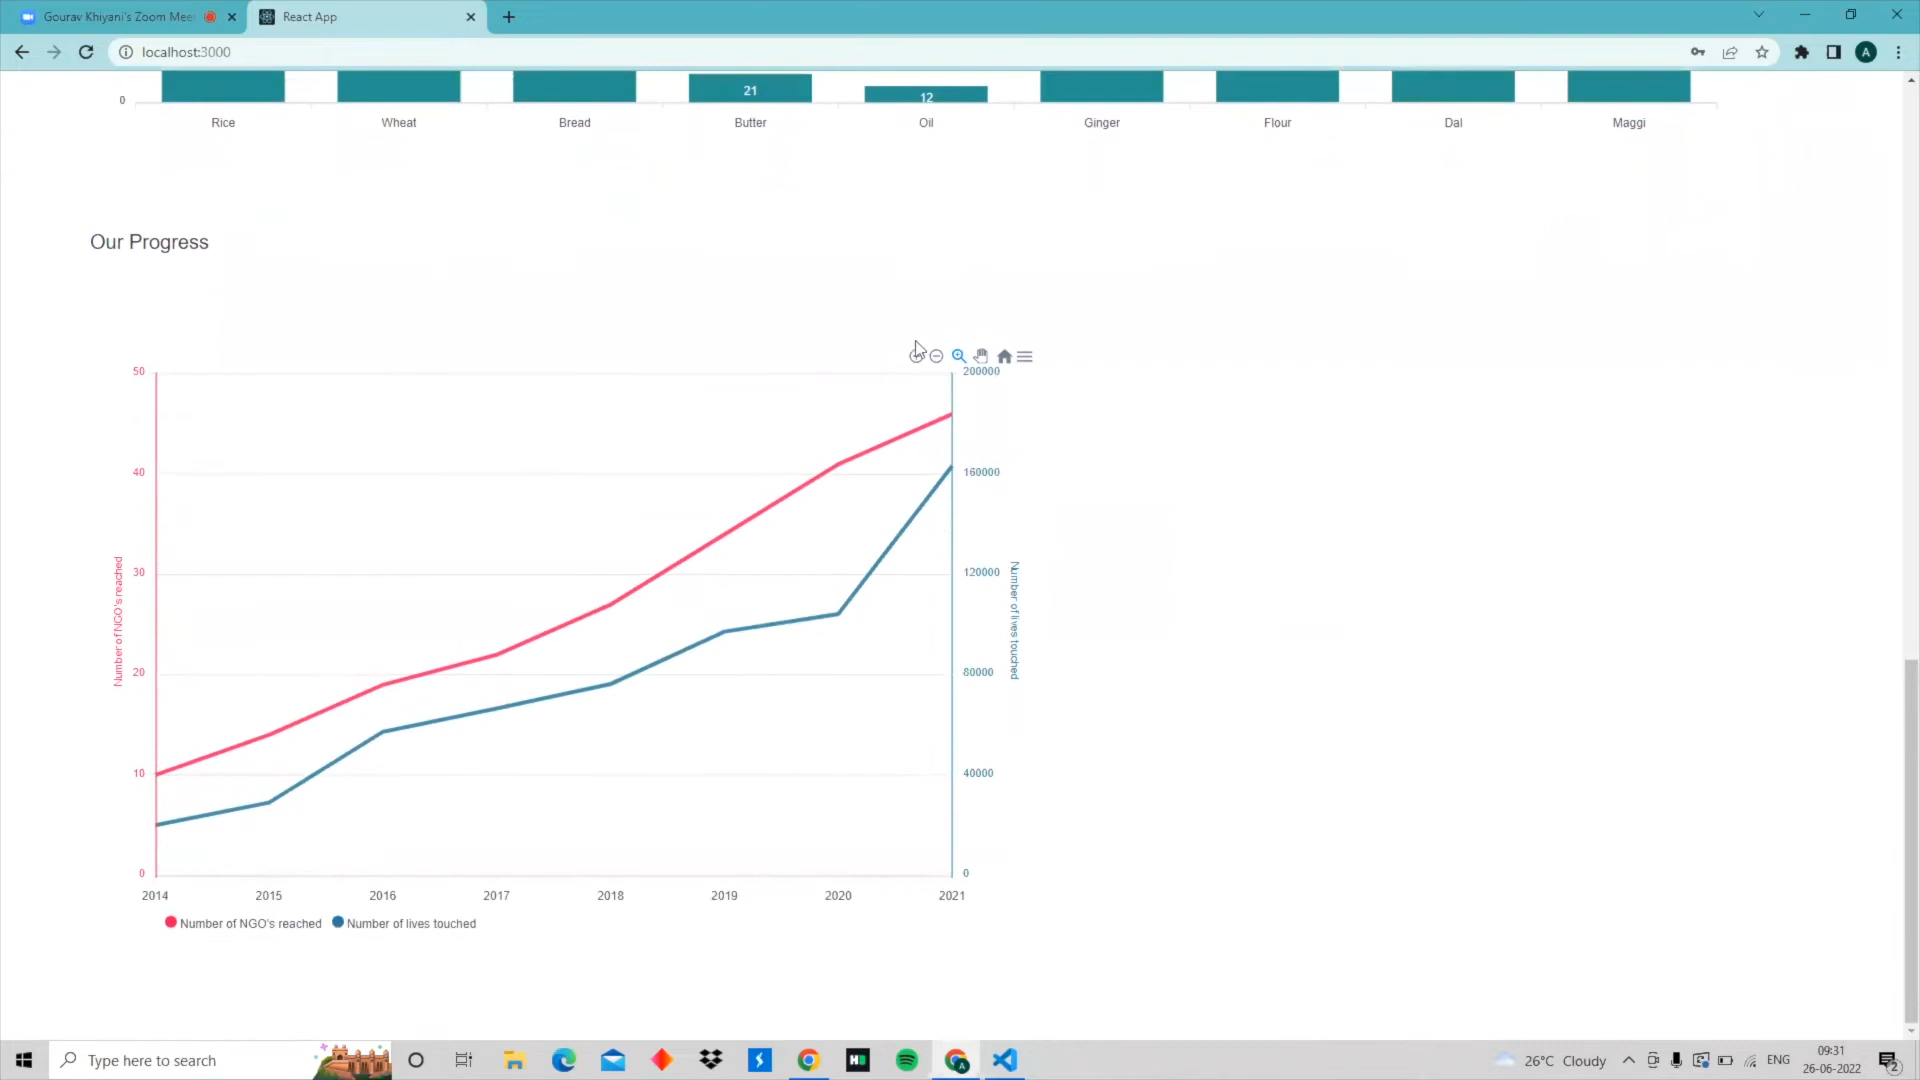 Gourav Khiyani's Zoom Mee
React App
localhost:3000
A
21
12
0
Rice Wheat Bread Butter Oil Ginger Flour Dal Maggi
Our Progress
50 200000
40 160000
30 120000
20 80000
10 40000
0 0
Number of NGO's reached
Number of lives touched
2014 2015 2016 2017 2018 2019 2020 2021
Number of NGO's reached Number of lives touched
Type here to search
26°C Cloudy
ENG
09:31
26-06-2022
2